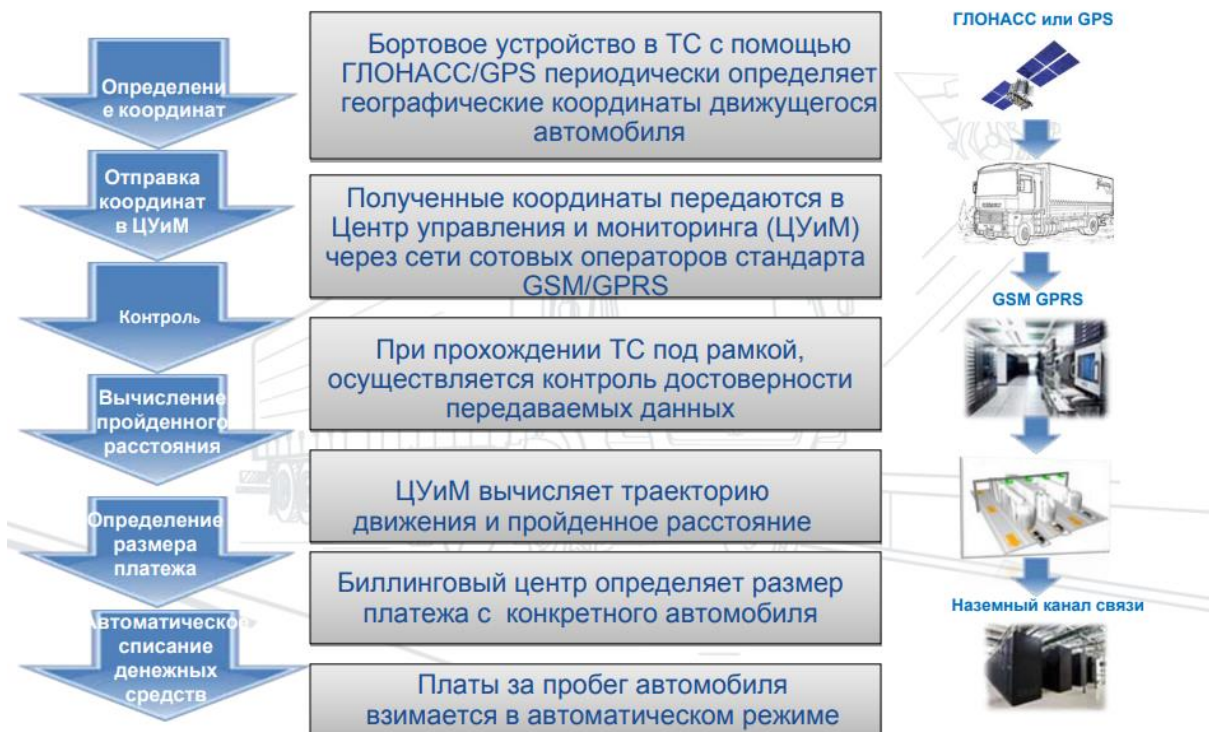 Определени
е координат
Отправка
координат
в ЦУиМ
Контроль
Вычисление
пройденного
расстояния
Определение
размера
платежа
Автоматическое
списание
денежных
средств
Бортовое устройство в ТС с помощью
ГЛОНАСС/GPS периодически определяет
географические координаты движущегося
автомобиля
Полученные координаты передаются в
Центр управления и мониторинга (ЦУиМ)
через сети сотовых операторов стандарта
GSM/GPRS
При прохождении ТС под рамкой,
осуществляется контроль достоверности
передаваемых данных
ЦУиМ вычисляет траекторию
движения и пройденное расстояние
Биллинговый центр определяет размер
платежа с конкретного автомобиля
Платы за пробег автомобиля
взимается в автоматическом режиме
ГЛОНАСС или GPS
GSM GPRS
Наземный канал связи